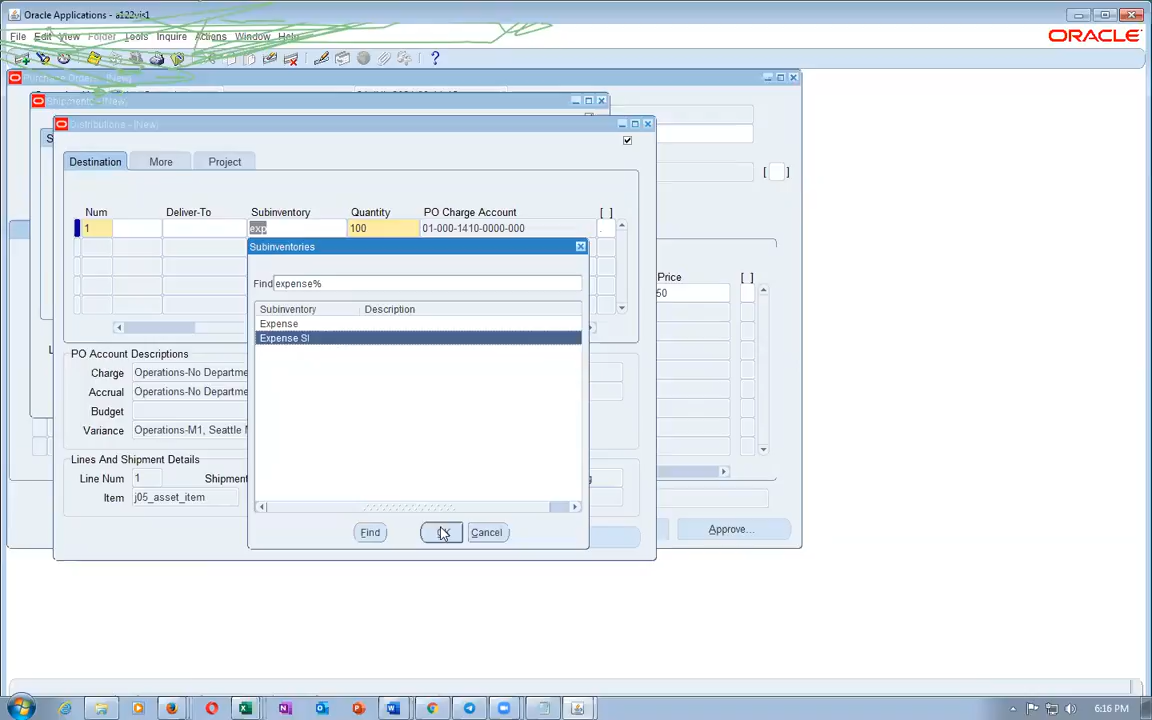 Oracle Applications - a122vis1
File Edit View Folder Tools Inquire Actions Window Help
ORACLE
Distributions - [New]
Destination More Project
Num Deliver-To Subinventory Quantity PO Charge Account [ ]
1 exp 100 01-000-1410-0000-000 .
Subinventories
Find expense%
Subinventory Description
Expense
Expense SI
Find Cancel
[ ]
Price [ ]
50
PO Account Descriptions
Charge Operations-No Departme
Accrual Operations-No Departme
Budget
Variance Operations-M1, Seattle
Lines And Shipment Details
Line Num 1 Shipment
Item j05_asset_item
Approve...
6:16 PM